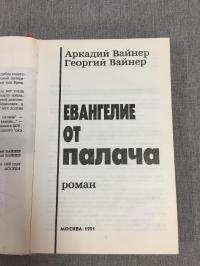 Аркадий Вайнер
Георгий Вайнер
ЕВАНГЕЛИЕ
ОТ
ПАЛАЧА
роман
МОСКВА 1991